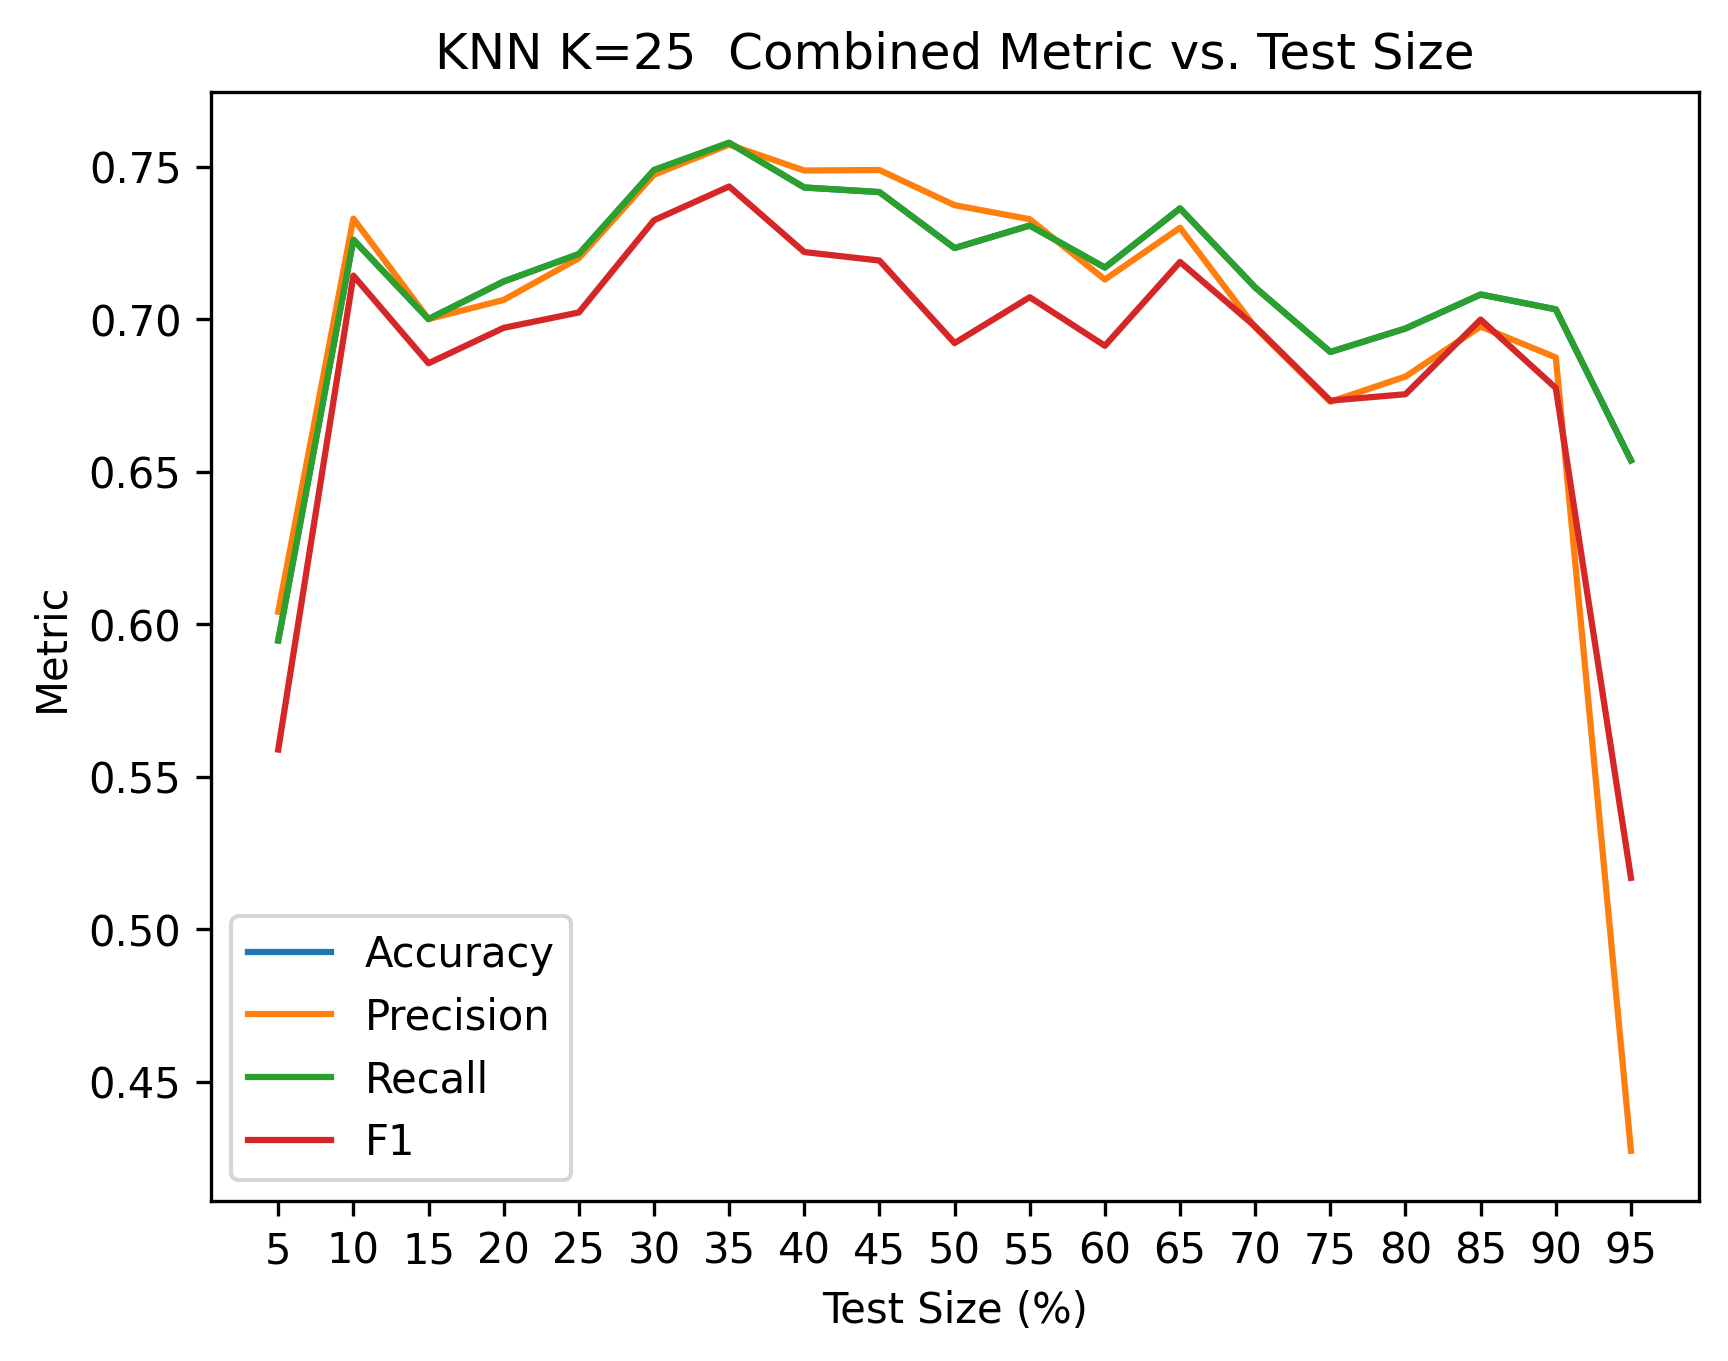 KNN K=25  Combined Metric vs. Test Size
0.75
0.70
0.65
0.60
0.55
0.50
0.45
Metric
Accuracy
Precision
Recall
F1
5 10 15 20 25 30 35 40 45 50 55 60 65 70 75 80 85 90 95
Test Size (%)